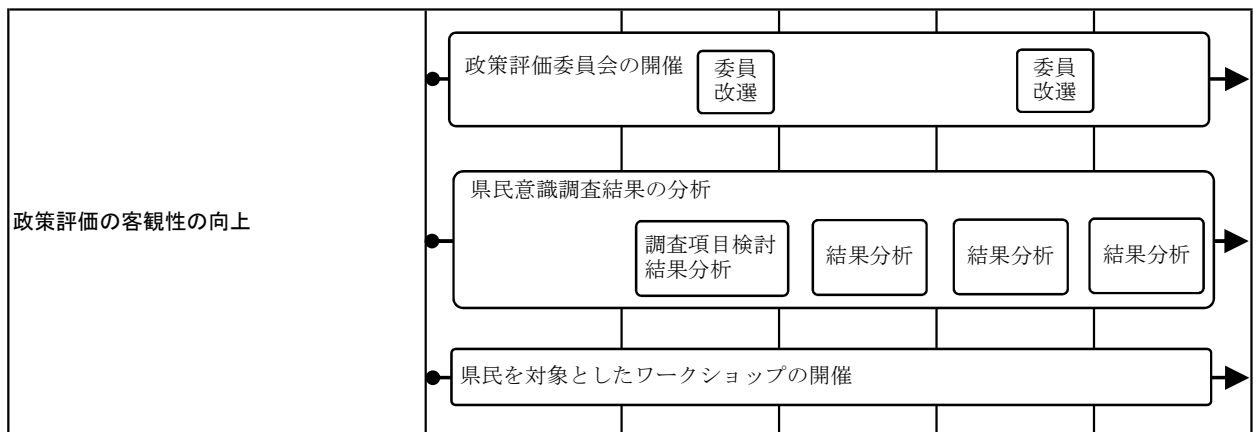 政策評価の客観性の向上
政策評価委員会の開催
委員
改選
委員
改選
県民意識調査結果の分析
調査項目検討
結果分析
結果分析
結果分析
結果分析
県民を対象としたワークショップの開催